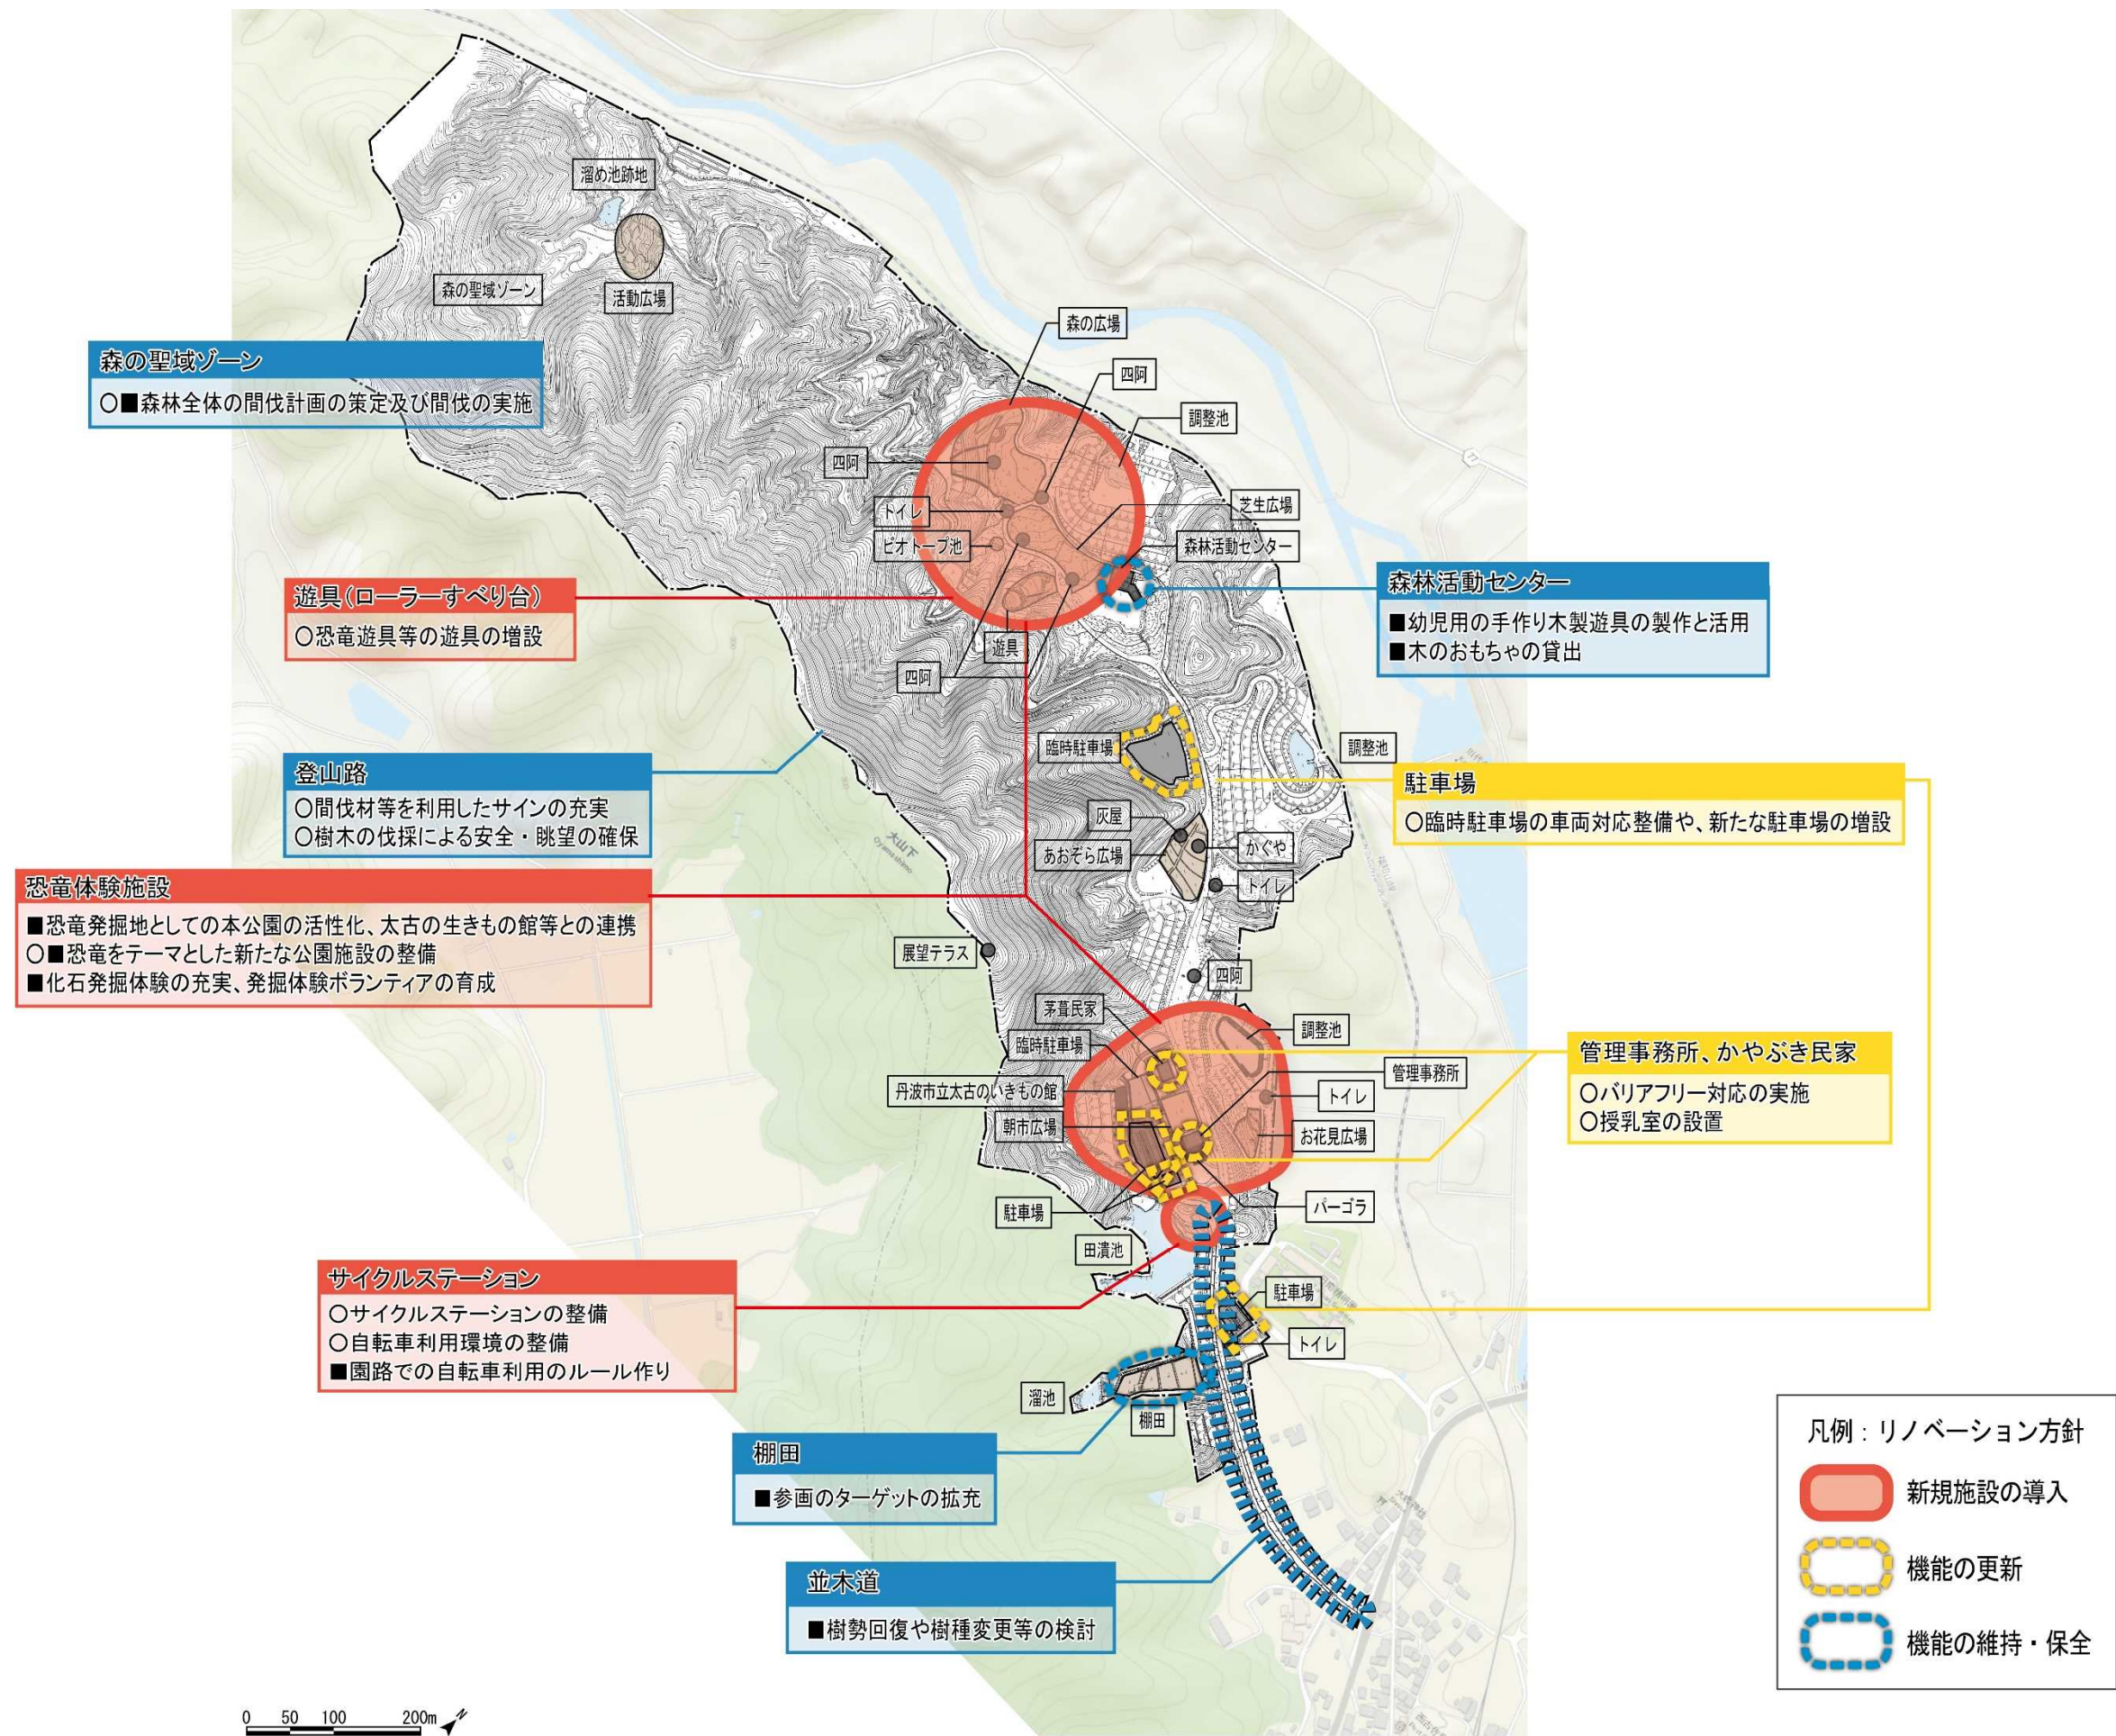 溜め池跡地
森の聖域ゾーン
活動広場
森の広場
四阿
調整池
四阿
トイレ
ビオトープ池
芝生広場
森林活動センター
遊具
四阿
森の聖域ゾーン
○■森林全体の間伐計画の策定及び間伐の実施
遊具(ローラーすべり台)
○恐竜遊具等の遊具の増設
森林活動センター
■幼児用の手作り木製遊具の製作と活用
■木のおもちゃの貸出
臨時駐車場
調整池
登山路
○間伐材等を利用したサインの充実
○樹木の伐採による安全・眺望の確保
駐車場
○臨時駐車場の車両対応整備や、新たな駐車場の増設
灰屋
あおぞら広場
かぐや
トイレ
大山下
Oyamashimo
恐竜体験施設
■恐竜発掘地としての本公園の活性化、太古の生きもの館等との連携
○■恐竜をテーマとした新たな公園施設の整備
■化石発掘体験の充実、発掘体験ボランティアの育成
展望テラス
四阿
茅葺民家
臨時駐車場
調整池
丹波市立太古のいきもの館
管理事務所
トイレ
朝市広場
お花見広場
管理事務所、かやぶき民家
○バリアフリー対応の実施
○授乳室の設置
駐車場
パーゴラ
田濃池
サイクルステーション
○サイクルステーションの整備
○自転車利用環境の整備
■園路での自転車利用のルール作り
駐車場
トイレ
溜池
棚田
棚田
■参画のターゲットの拡充
並木道
■樹勢回復や樹種変更等の検討
凡例:リノベーション方針
新規施設の導入
機能の更新
機能の維持・保全
77
0 50 100 200m
N